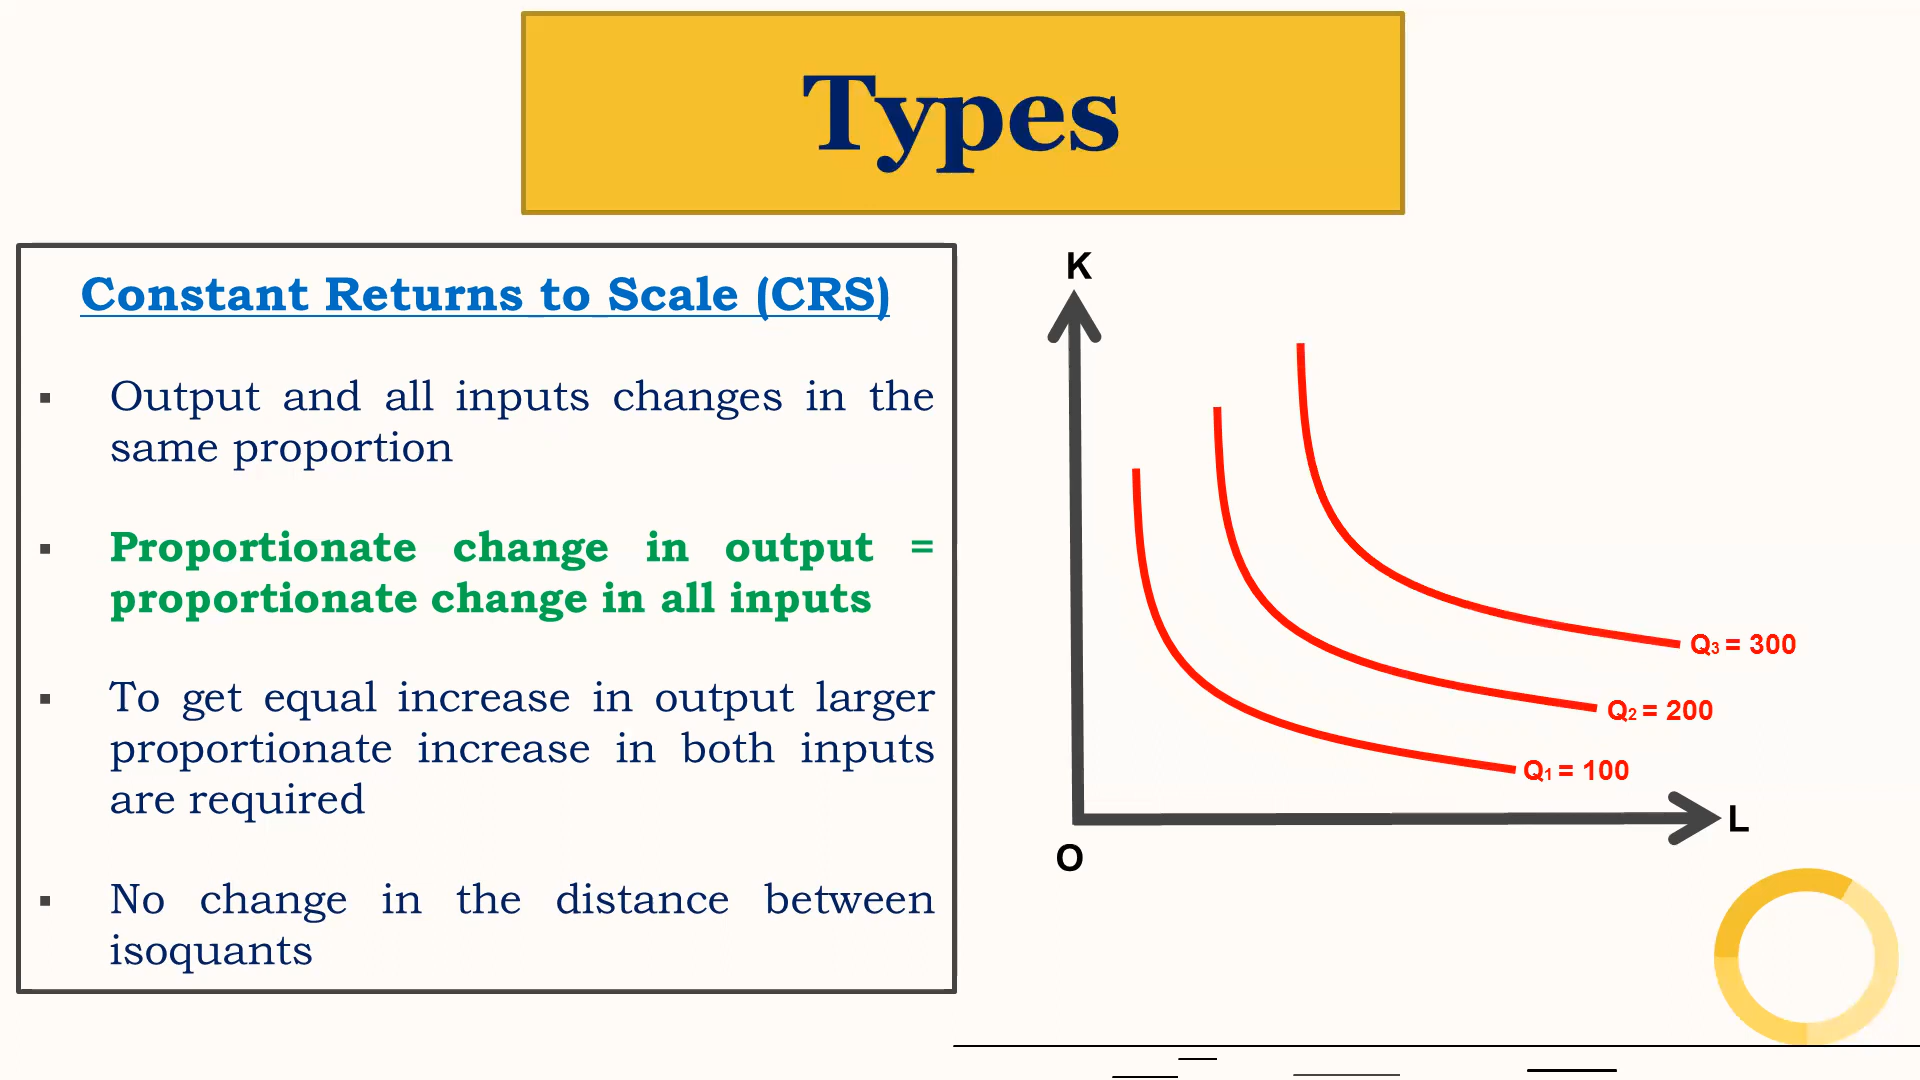 Types
Constant Returns to Scale (CRS)
▪ Output and all inputs changes in the
same proportion
▪ Proportionate change in output =
proportionate change in all inputs
▪ To get equal increase in output larger
proportionate increase in both inputs
are required
▪ No change in the distance between
isoquants
K
Q₃ = 300
Q₂ = 200
Q₁ = 100
L
O